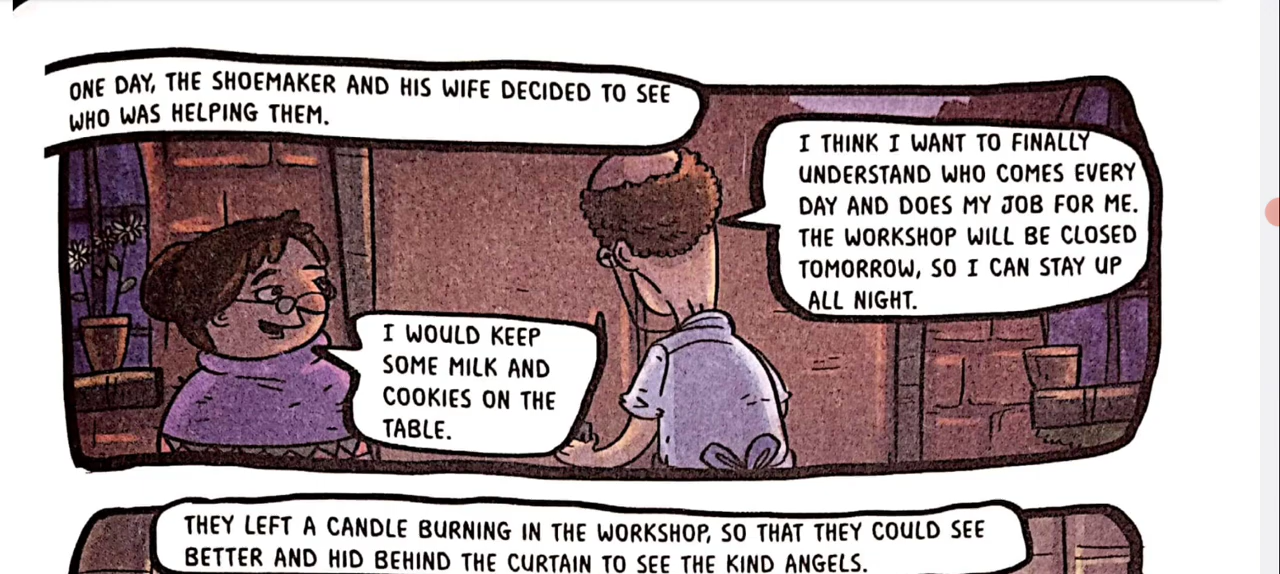 ONE DAY, THE SHOEMAKER AND HIS WIFE DECIDED TO SEE
WHO WAS HELPING THEM.
I THINK I WANT TO FINALLY
UNDERSTAND WHO COMES EVERY
DAY AND DOES MY JOB FOR ME.
THE WORKSHOP WILL BE CLOSED
TOMORROW, SO I CAN STAY UP
ALL NIGHT.
I WOULD KEEP
SOME MILK AND
COOKIES ON THE
TABLE.
THEY LEFT A CANDLE BURNING IN THE WORKSHOP, SO THAT THEY COULD SEE
BETTER AND HID BEHIND THE CURTAIN TO SEE THE KIND ANGELS.